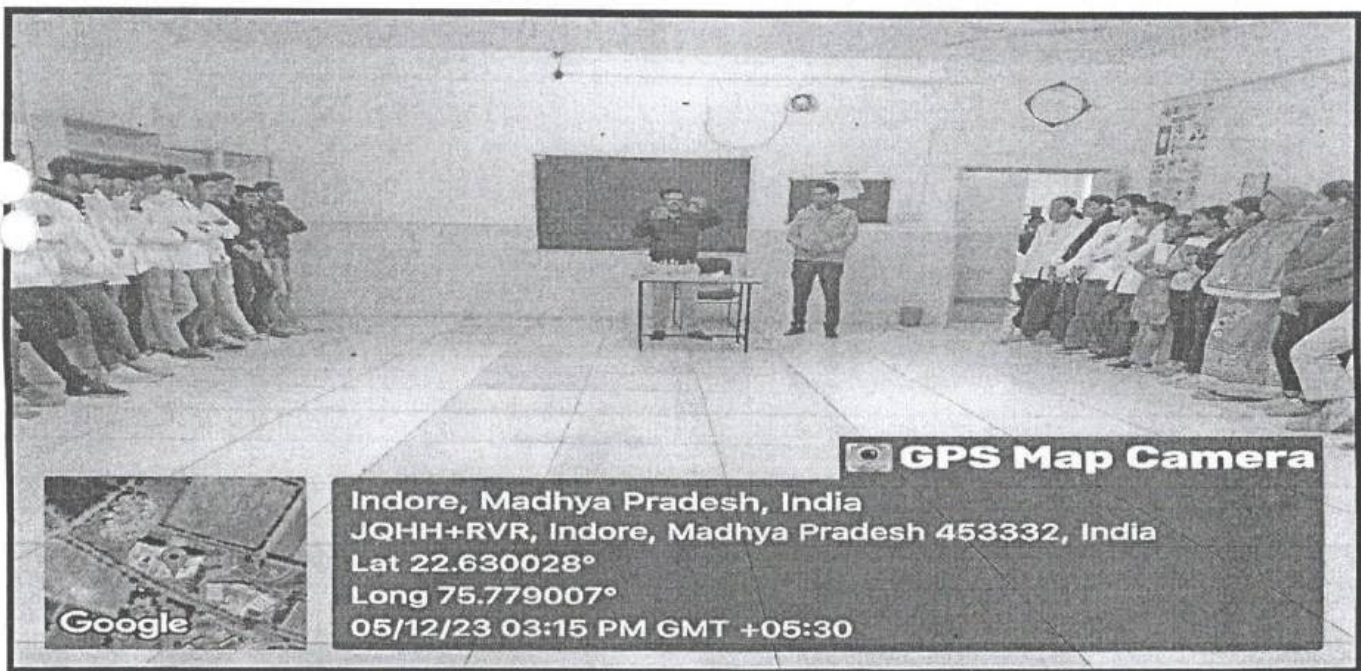 GPS Map Camera
Indore, Madhya Pradesh, India
JQHH+RVR, Indore, Madhya Pradesh 453332, India
Lat 22.630028°
Long 75.779007°
05/12/23 03:15 PM GMT +05:30
Google